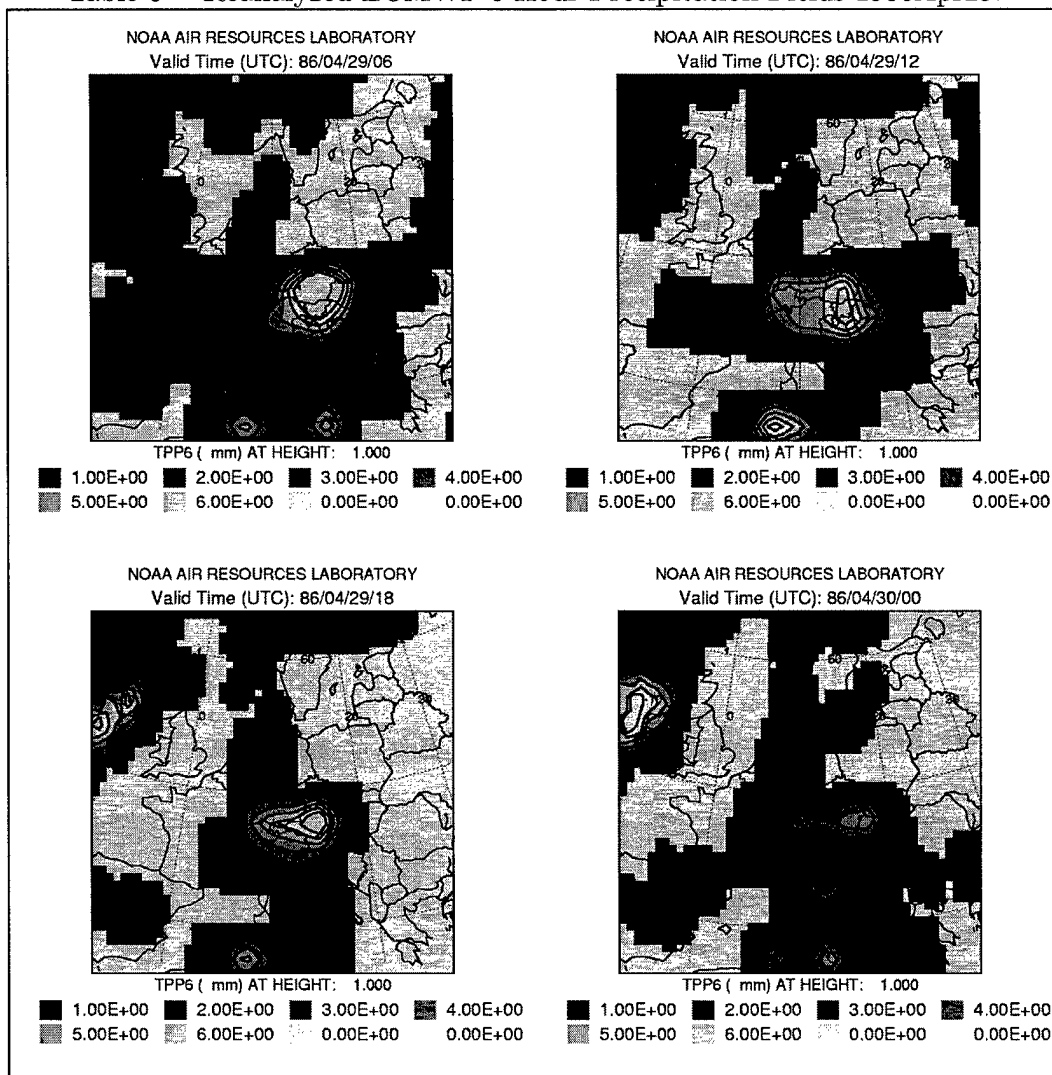 NOAA AIR RESOURCES LABORATORY
Valid Time (UTC): 86/04/29/06
TPP6 ( mm) AT HEIGHT: 1.000
1.00E+00 2.00E+00 3.00E+00 4.00E+00
5.00E+00 6.00E+00 0.00E+00 0.00E+00
NOAA AIR RESOURCES LABORATORY
Valid Time (UTC): 86/04/29/12
TPP6 ( mm) AT HEIGHT: 1.000
1.00E+00 2.00E+00 3.00E+00 4.00E+00
5.00E+00 6.00E+00 0.00E+00 0.00E+00
NOAA AIR RESOURCES LABORATORY
Valid Time (UTC): 86/04/29/18
TPP6 ( mm) AT HEIGHT: 1.000
1.00E+00 2.00E+00 3.00E+00 4.00E+00
5.00E+00 6.00E+00 0.00E+00 0.00E+00
NOAA AIR RESOURCES LABORATORY
Valid Time (UTC): 86/04/30/00
TPP6 ( mm) AT HEIGHT: 1.000
1.00E+00 2.00E+00 3.00E+00 4.00E+00
5.00E+00 6.00E+00 0.00E+00 0.00E+00